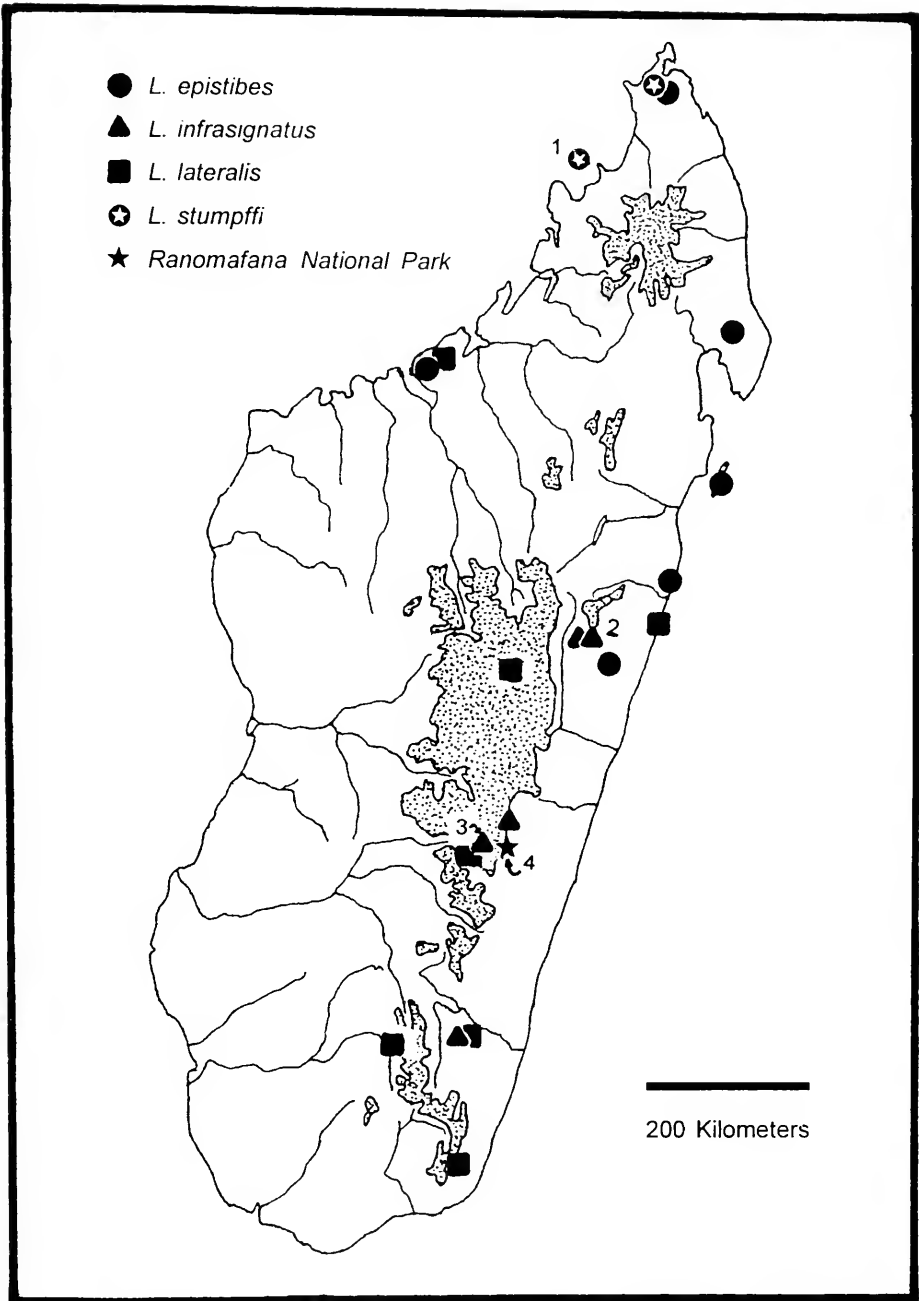 L. epistibes
L. infrasignatus
L. lateralis
L. stumpffi
Ranomafana National Park
1
2
3
4
200 Kilometers